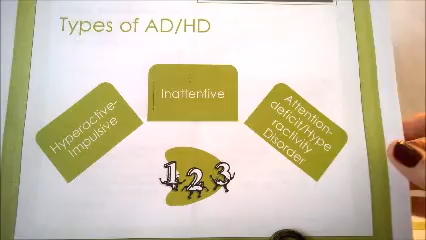 Types of AD/HD
Hyperactive-
Impulsive
Inattentive
Attention-
deficit/Hype
ractivity
Disorder
1 2 3